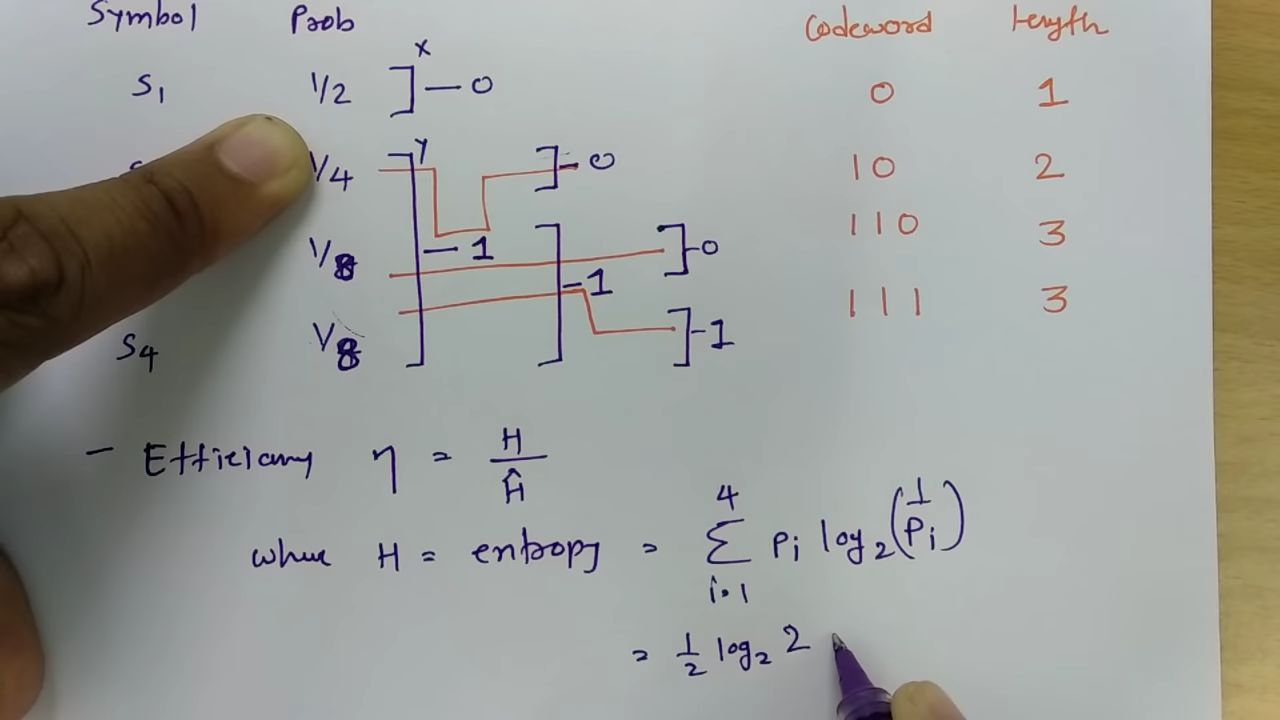 Symbol Prob Codeword Length
S1 1/2 ] x — 0 0 1
1/4 ] y ] - 0 10 2
1/8 — 1 ] - 0 110 3
- 1
S4 1/8 ] - 1 111 3
- Efficiency η = H / Ĥ
where H = entropy = 4 Σ i=1 Pi log2 (1/Pi)
= 1/2 log2 2